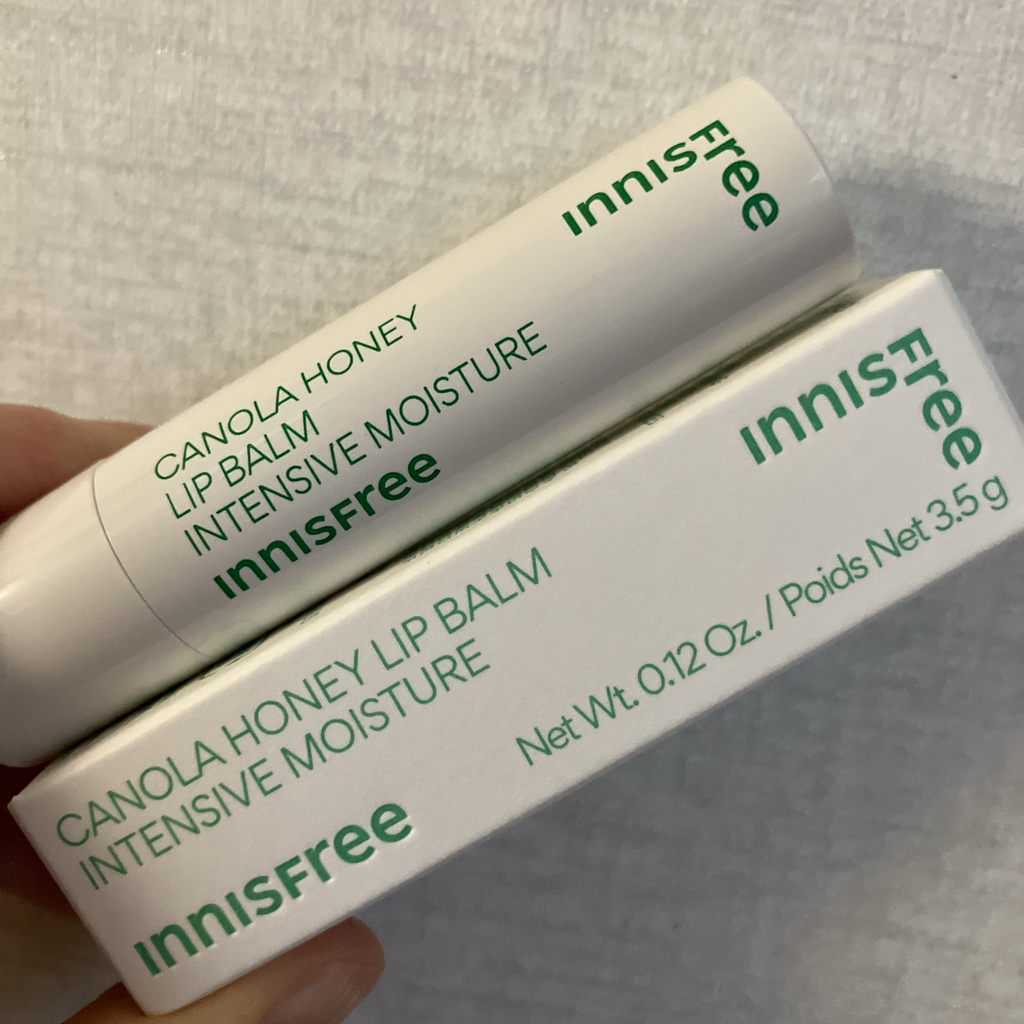 INNISFree
CANOLA HONEY
LIP BALM
INTENSIVE MOISTURE
INNISFree
INNISFree
CANOLA HONEY LIP BALM
INTENSIVE MOISTURE
INNISFree
Net Wt. 0.12 Oz. / Poids Net 3.5 g